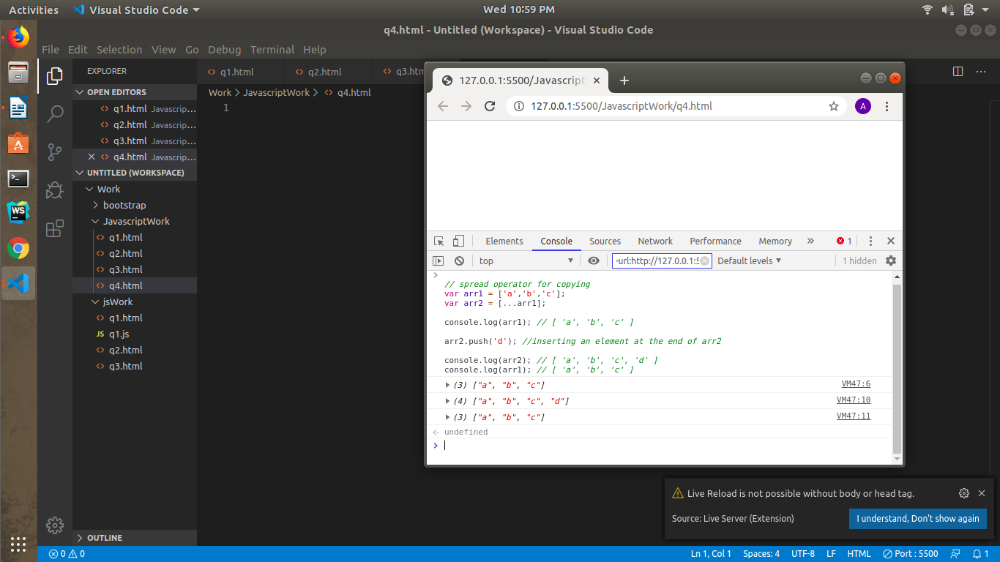 Activities
Visual Studio Code
Wed 10:59 PM
q4.html - Untitled (Workspace) - Visual Studio Code
File Edit Selection View Go Debug Terminal Help
EXPLORER
OPEN EDITORS
q1.html Javascrip...
q2.html Javascrip...
q3.html Javascrip...
q4.html Javascrip...
UNTITLED (WORKSPACE)
Work
bootstrap
JavascriptWork
q1.html
q2.html
q3.html
q4.html
jsWork
q1.html
JS q1.js
q2.html
q3.html
OUTLINE
q1.html
q2.html
q3.htm
Work > JavascriptWork > q4.html
1
127.0.0.1:5500/Javascript
127.0.0.1:5500/JavascriptWork/q4.html
A
Elements Console Sources Network Performance Memory » 1
top
-url:http://127.0.0.1:5
Default levels
1 hidden
// spread operator for copying
var arr1 = ['a','b','c'];
var arr2 = [...arr1];
console.log(arr1); // [ 'a', 'b', 'c' ]
arr2.push('d'); //inserting an element at the end of arr2
console.log(arr2); // [ 'a', 'b', 'c', 'd' ]
console.log(arr1); // [ 'a', 'b', 'c' ]
(3) ["a", "b", "c"] VM47:6
(4) ["a", "b", "c", "d"] VM47:10
(3) ["a", "b", "c"] VM47:11
undefined
Live Reload is not possible without body or head tag.
Source: Live Server (Extension)
I understand, Don't show again
0 0
Ln 1, Col 1 Spaces: 4 UTF-8 LF HTML Port : 5500 1
WS